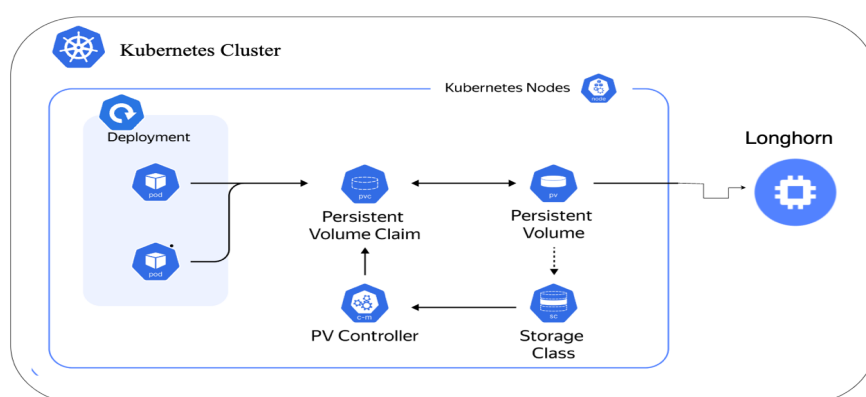 Kubernetes Cluster
Kubernetes Nodes
node
Deployment
Longhorn
pod
pvc
pv
Persistent
Volume Claim
Persistent
Volume
pod
c-m
sc
PV Controller
Storage
Class